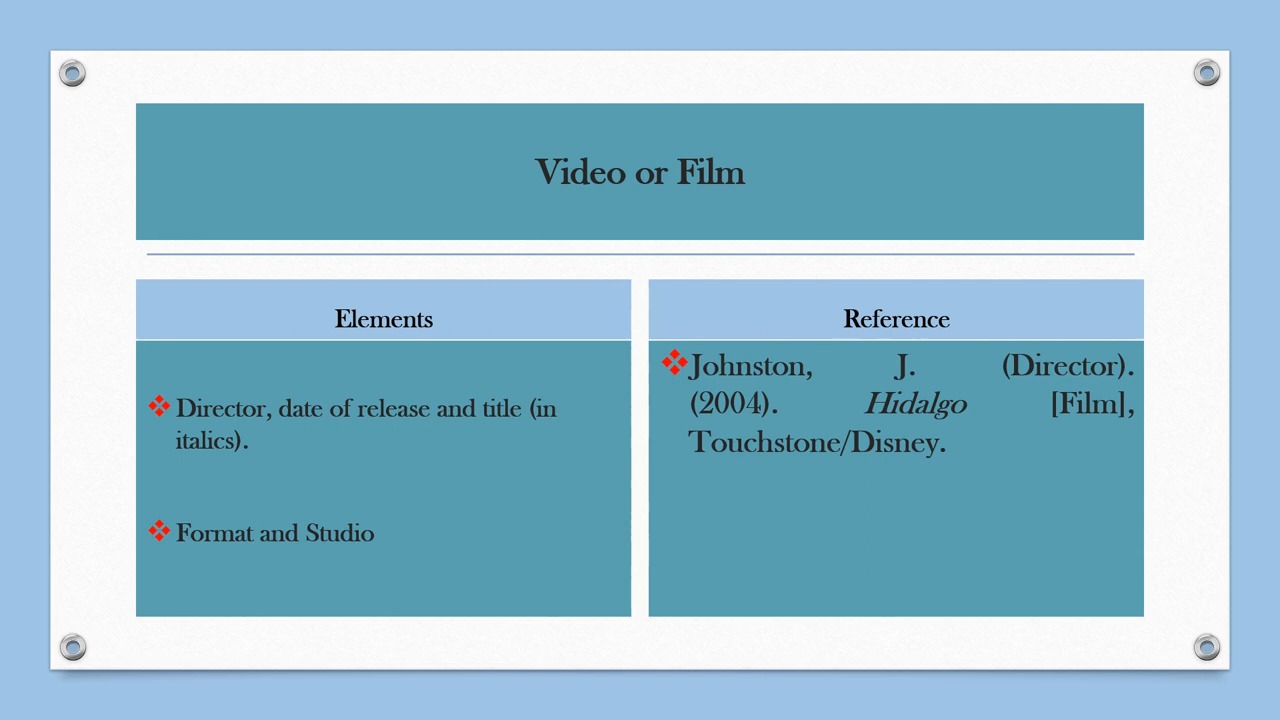 Video or Film
Elements
Director, date of release and title (in
italics).
Format and Studio
Reference
Johnston, J. (Director).
(2004). Hidalgo [Film],
Touchstone/Disney.